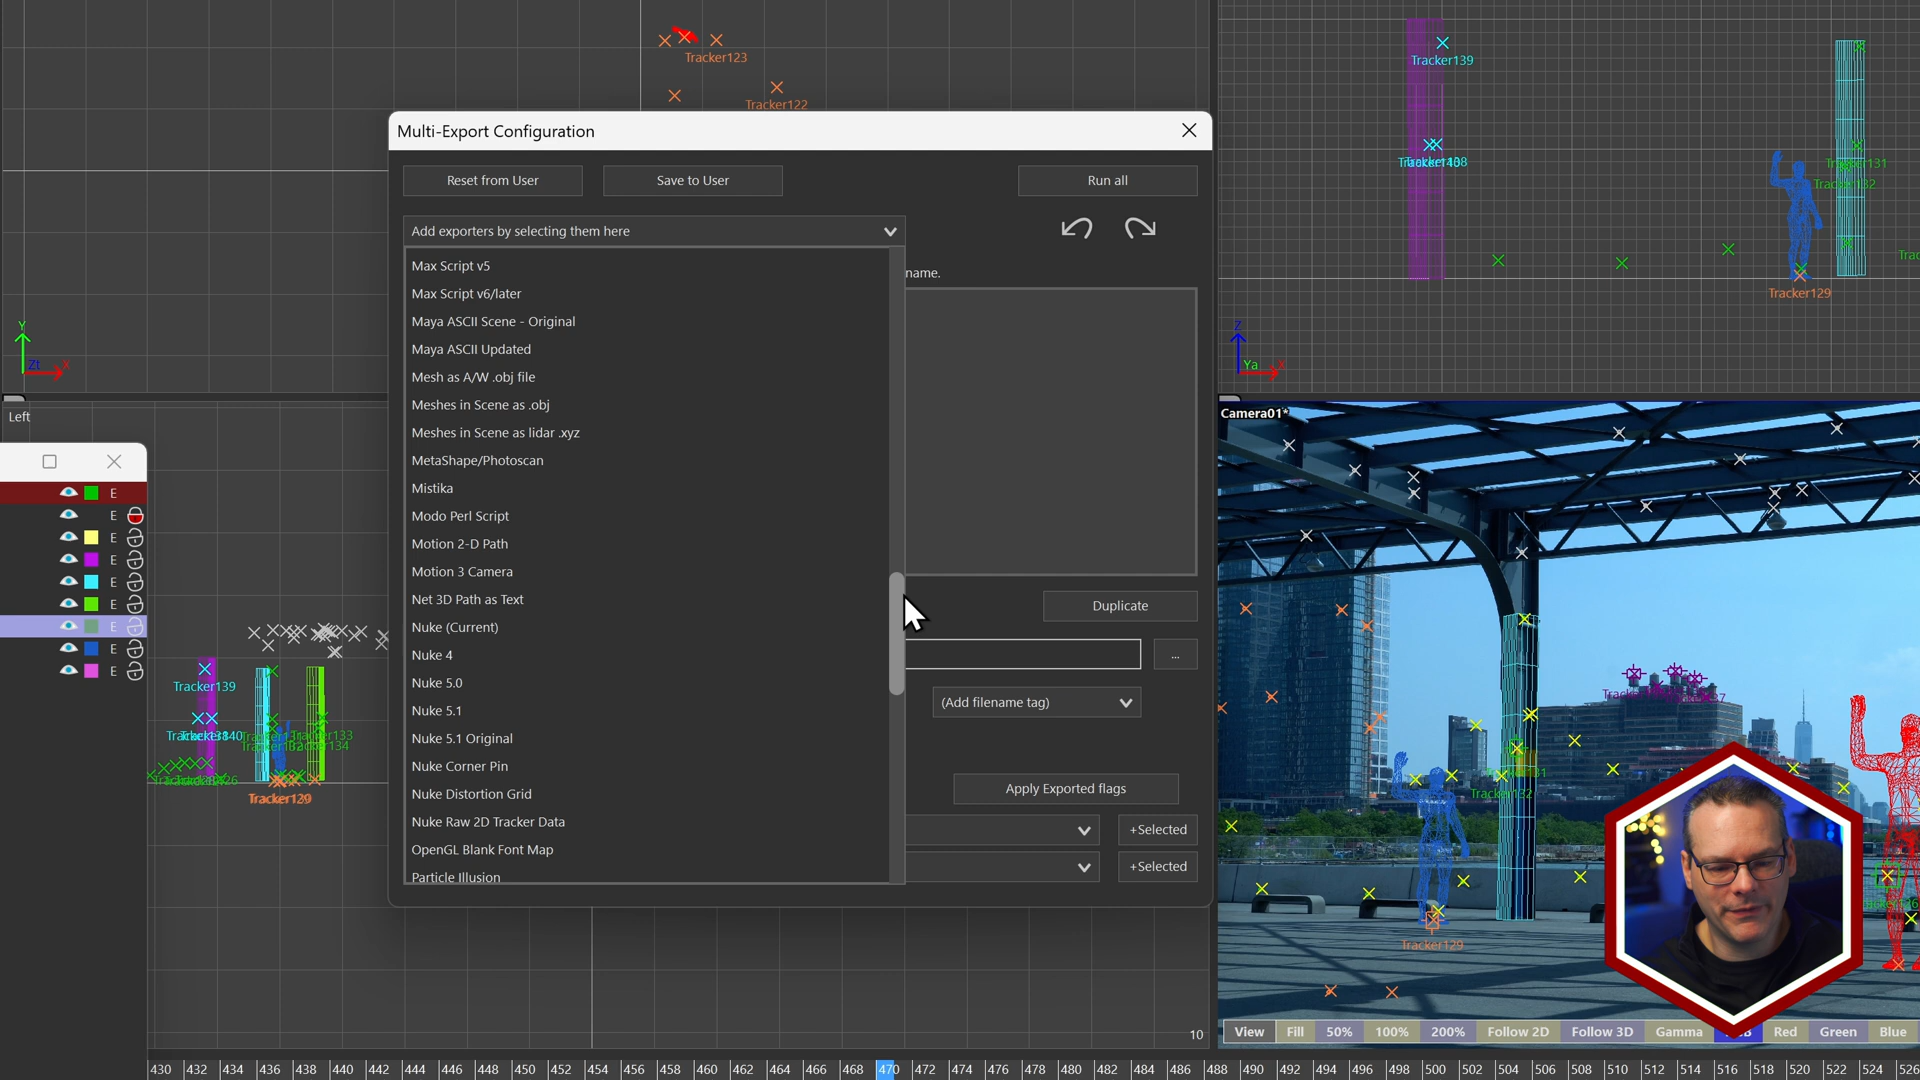 Tracker123
Tracker122
Y
Zt
X
Left
Tracker139
Tracker129
Multi-Export Configuration
Reset from User
Save to User
Run all
Add exporters by selecting them here
name.
Max Script v5
Max Script v6/later
Maya ASCII Scene - Original
Maya ASCII Updated
Mesh as A/W .obj file
Meshes in Scene as .obj
Meshes in Scene as lidar .xyz
MetaShape/Photoscan
Mistika
Modo Perl Script
Motion 2-D Path
Motion 3 Camera
Net 3D Path as Text
Nuke (Current)
Nuke 4
Nuke 5.0
Nuke 5.1
Nuke 5.1 Original
Nuke Corner Pin
Nuke Distortion Grid
Nuke Raw 2D Tracker Data
OpenGL Blank Font Map
Particle Illusion
Duplicate
...
(Add filename tag)
Apply Exported flags
+Selected
+Selected
E
E
E
E
E
E
E
E
E
10
Tracker139
Tracker131
Tracker132
Tracker129
Z
Ya
X
Camera01*
Tracker132
Tracker129
View Fill 50% 100% 200% Follow 2D Follow 3D Gamma Red Green Blue
430 432 434 436 438 440 442 444 446 448 450 452 454 456 458 460 462 464 466 468 470 472 474 476 478 480 482 484 486 488 490 492 494 496 498 500 502 504 506 508 510 512 514 516 518 520 522 524 526